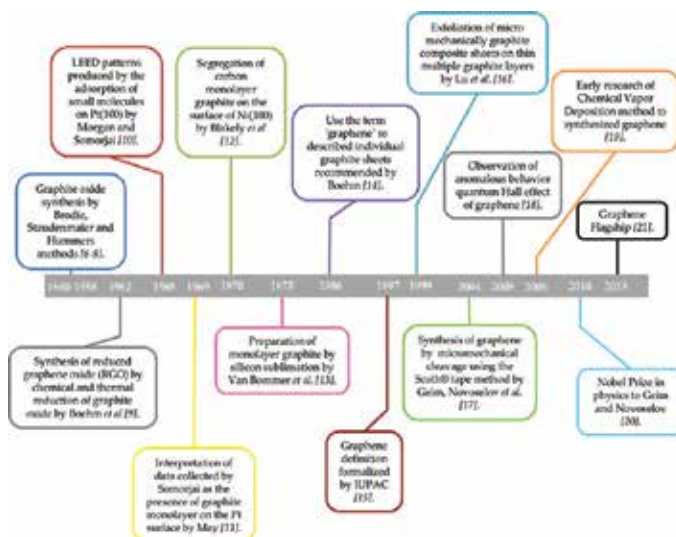 LEED patterns
produced by the
adsorption of
small molecules
on Pt(100) by
Morgan and
Somorjai [10].
Segregation of
carbon
monolayer
graphite on the
surface of Ni(100)
by Blakely et al
[12].
Exfoliation of micro
mechanically graphite
composite sheets on thin
multiple graphite layers
by Lu et al. [16].
Early research of
Chemical Vapor
Deposition method to
synthesized graphene
[19].
Use the term
'graphene' to
described individual
graphite sheets
recommended by
Boehm [14].
Observation of
anomalous behavior
quantum Hall effect
of graphene [18].
Graphite oxide
synthesis by
Brodie,
Staudenmaier and
Hummers
methods [6-8].
Graphene
Flagship [21].
1958 1962 1968 1969 1970 1975 1986 1997 1999 2004 2005 2006 2010 2013
Synthesis of reduced
graphene oxide (RGO) by
chemical and thermal
reduction of graphite
oxide by Boehm et al [9].
Preparation of
monolayer graphite by
silicon sublimation by
Van Bommer et al. [13].
Synthesis of graphene
by micromechanical
cleavage using the
Scoth® tape method by
Geim, Novoselov et al.
[17].
Nobel Prize in
physics to Geim
and Novoselov
[20].
Interpretation of
data collected by
Somorjai as the
presence of graphite
monolayer on the Pt
surface by May [11].
Graphene
definition
formalized
by IUPAC
[15].